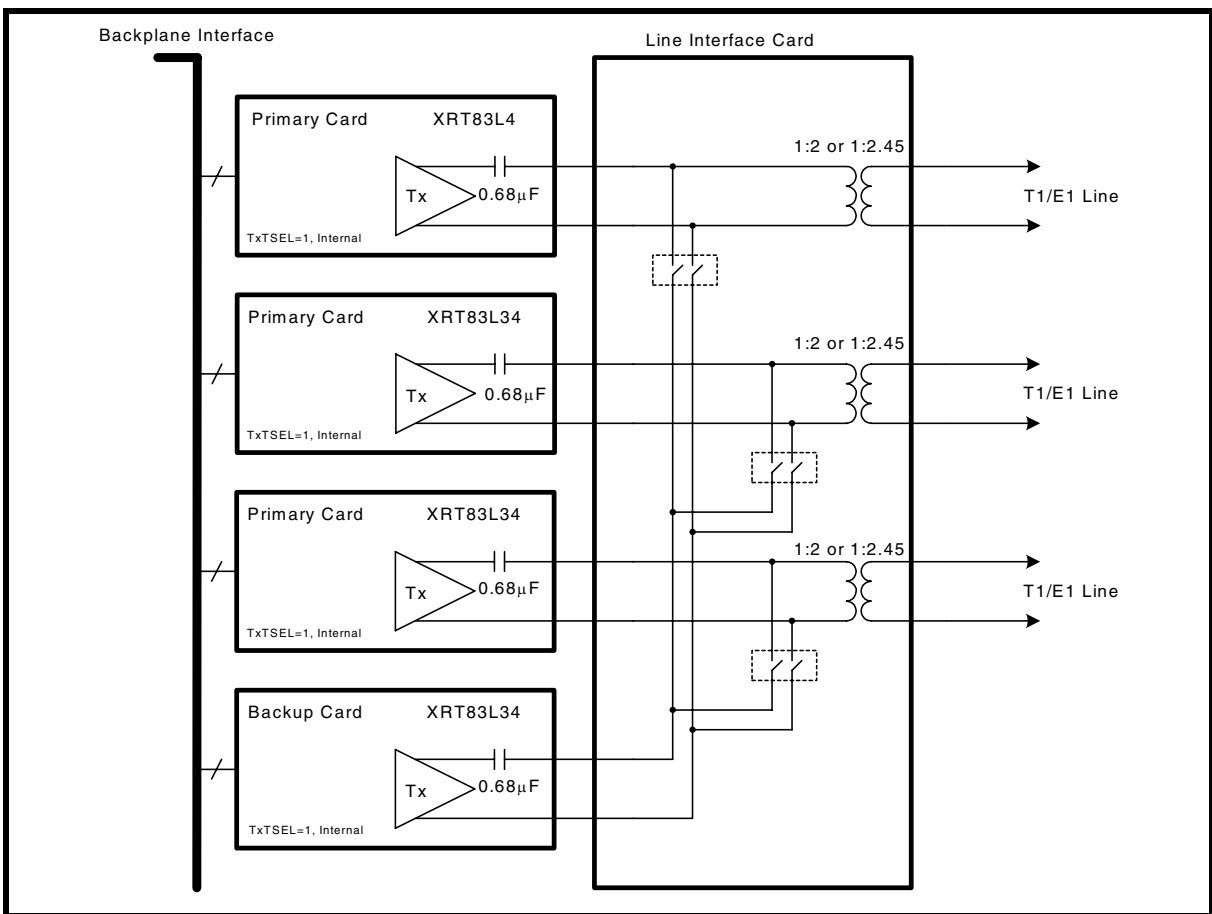 Backplane Interface
Line Interface Card
Primary Card XRT83L4
Tx
0.68μF
TxTSEL=1, Internal
1:2 or 1:2.45
T1/E1 Line
Primary Card XRT83L34
Tx
0.68μF
TxTSEL=1, Internal
1:2 or 1:2.45
T1/E1 Line
Primary Card XRT83L34
Tx
0.68μF
TxTSEL=1, Internal
1:2 or 1:2.45
T1/E1 Line
Backup Card XRT83L34
Tx
0.68μF
TxTSEL=1, Internal